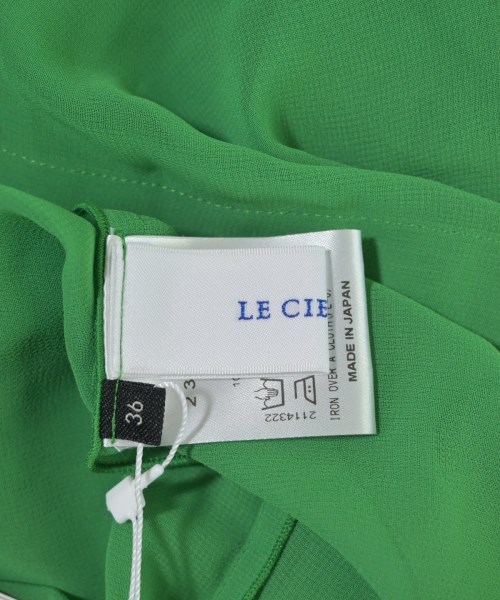 LE CIE
36
2114322
IRON OVER A CLOTH
MADE IN JAPAN